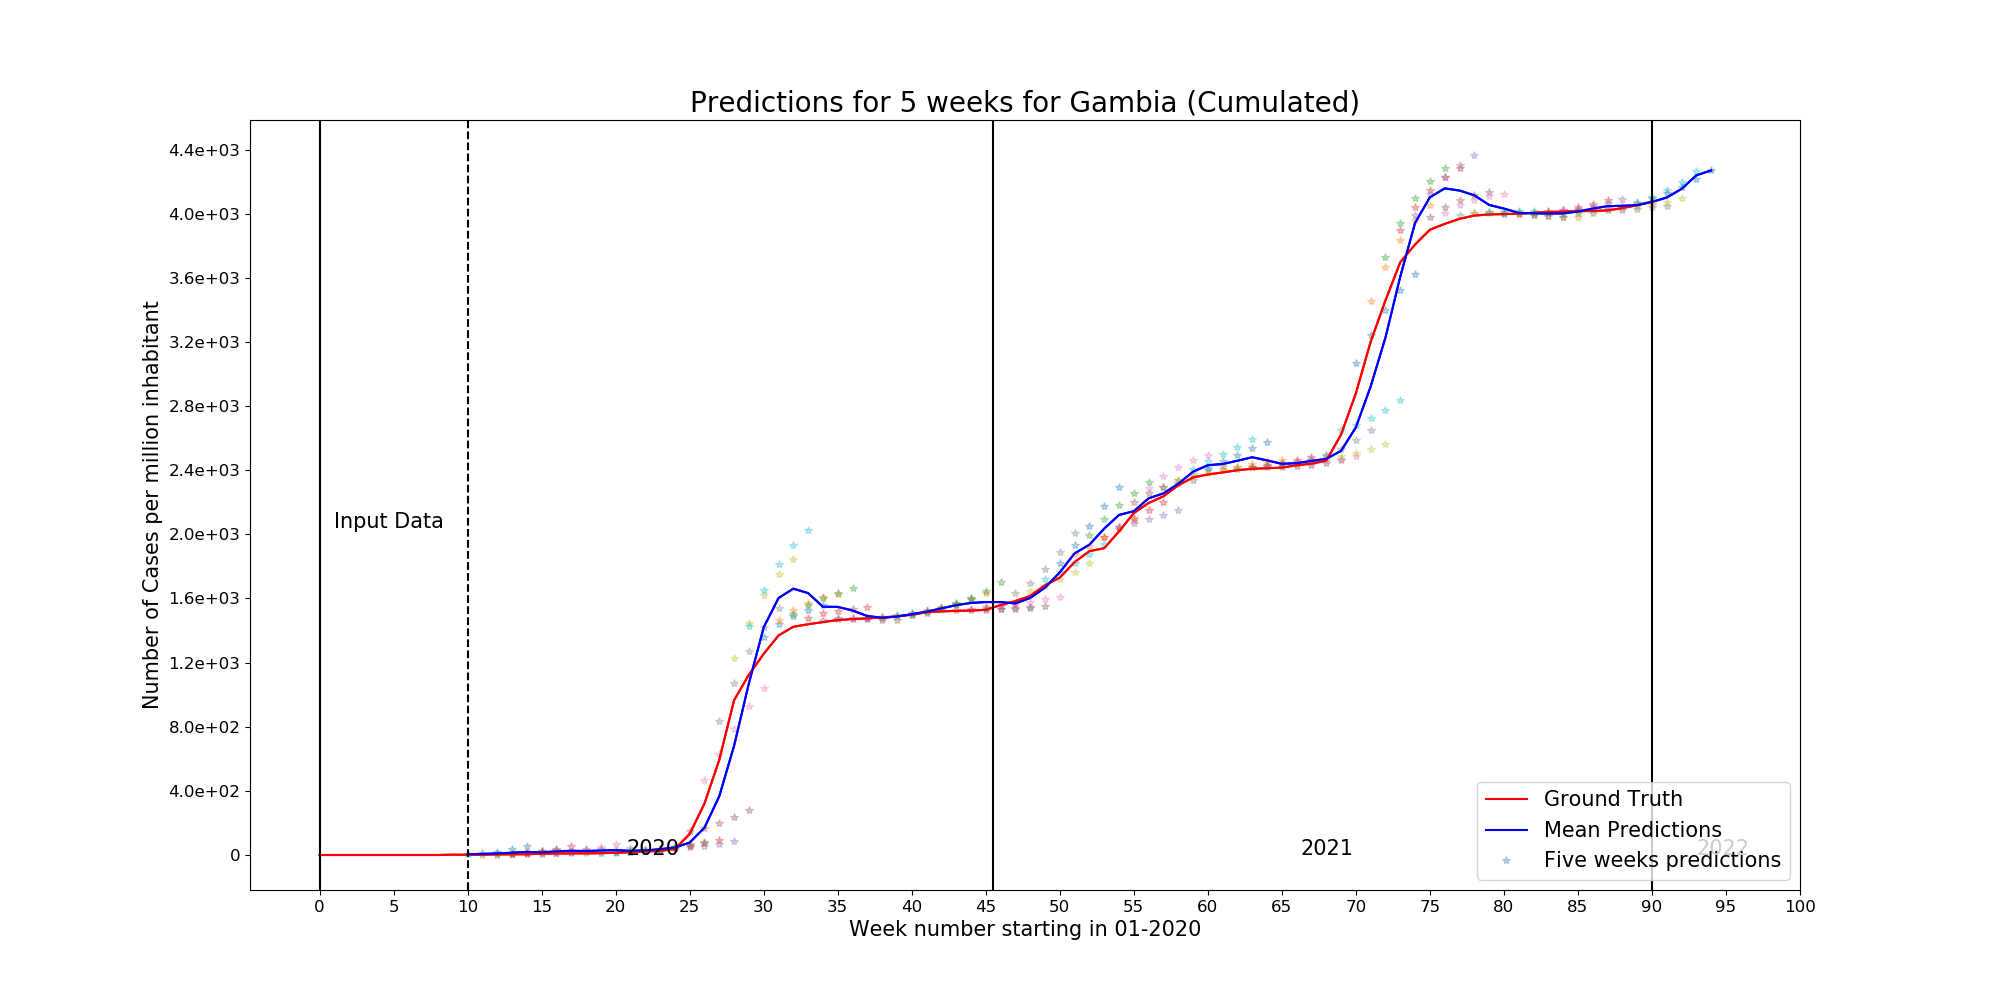 Predictions for 5 weeks for Gambia (Cumulated)
Number of Cases per million inhabitant
4.4e+03
4.0e+03
3.6e+03
3.2e+03
2.8e+03
2.4e+03
2.0e+03
1.6e+03
1.2e+03
8.0e+02
4.0e+02
0
Input Data
2020
2021
2022
Ground Truth
Mean Predictions
Five weeks predictions
0 5 10 15 20 25 30 35 40 45 50 55 60 65 70 75 80 85 90 95 100
Week number starting in 01-2020